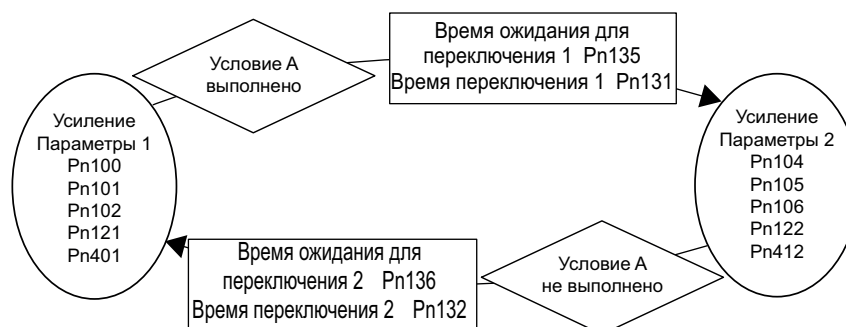 Усиление
Параметры 1
Pn100
Pn101
Pn102
Pn121
Pn401
Условие А
выполнено
Время ожидания для
переключения 1 Pn135
Время переключения 1 Pn131
Усиление
Параметры 2
Pn104
Pn105
Pn106
Pn122
Pn412
Условие А
не выполнено
Время ожидания для
переключения 2 Pn136
Время переключения 2 Pn132